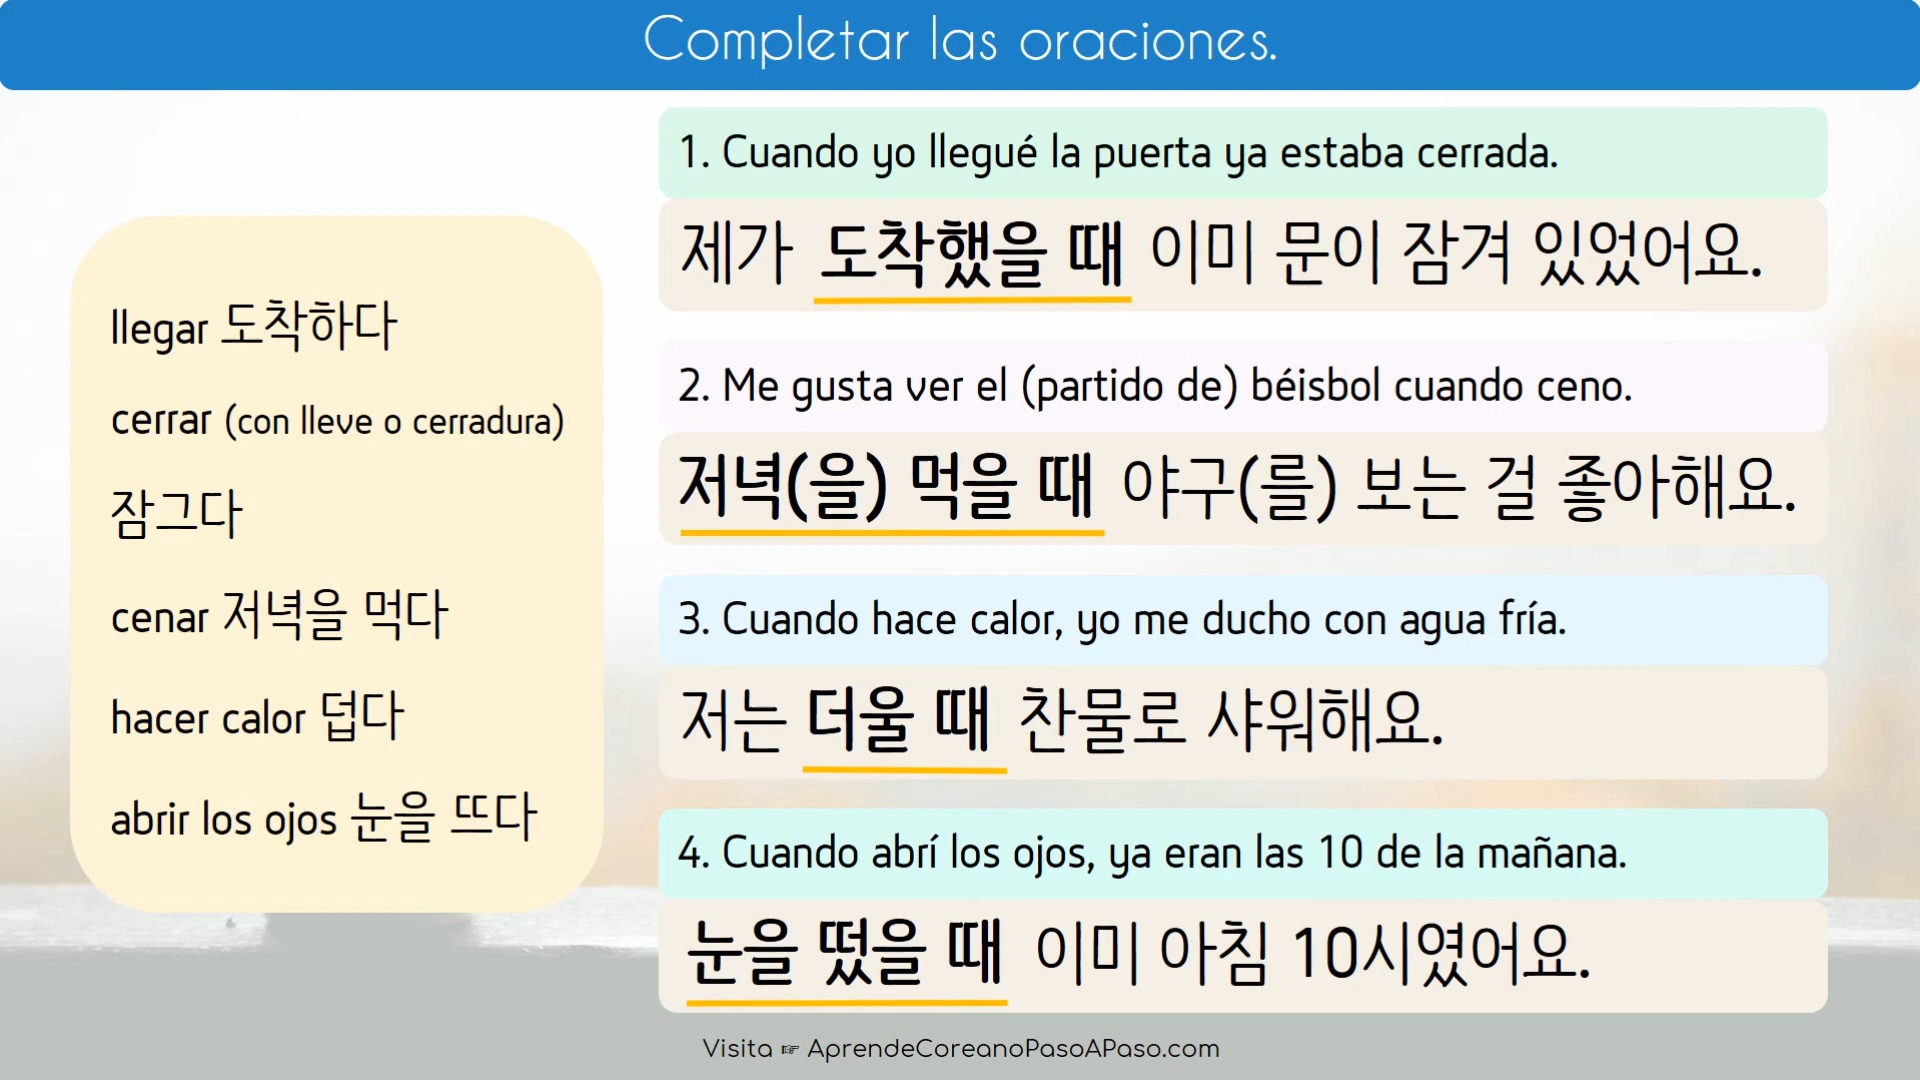 Completar las oraciones.
llegar 도착하다
cerrar (con lleve o cerradura)
잠그다
cenar 저녁을 먹다
hacer calor 덥다
abrir los ojos 눈을 뜨다
1. Cuando yo llegué la puerta ya estaba cerrada.
제가 도착했을 때 이미 문이 잠겨 있었어요.
2. Me gusta ver el (partido de) béisbol cuando ceno.
저녁(을) 먹을 때 야구(를) 보는 걸 좋아해요.
3. Cuando hace calor, yo me ducho con agua fría.
저는 더울 때 찬물로 샤워해요.
4. Cuando abrí los ojos, ya eran las 10 de la mañana.
눈을 떴을 때 이미 아침 10시였어요.
Visita ☞ AprendeCoreanoPasoAPaso.com